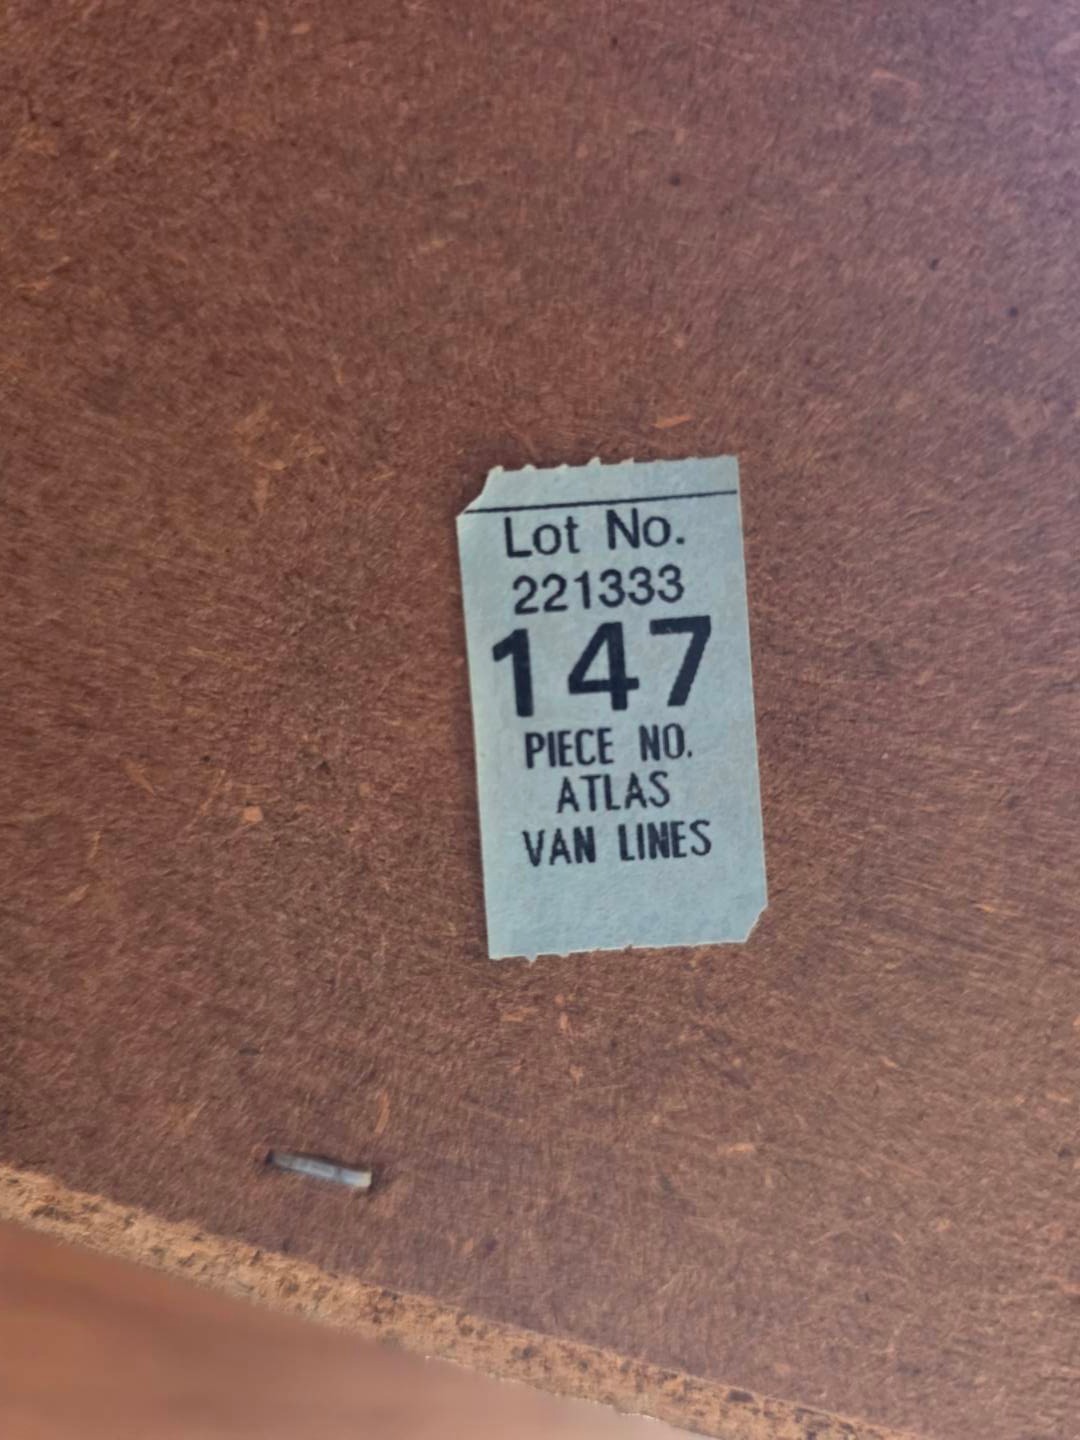 Lot No.
221333
147
PIECE NO.
ATLAS
VAN LINES